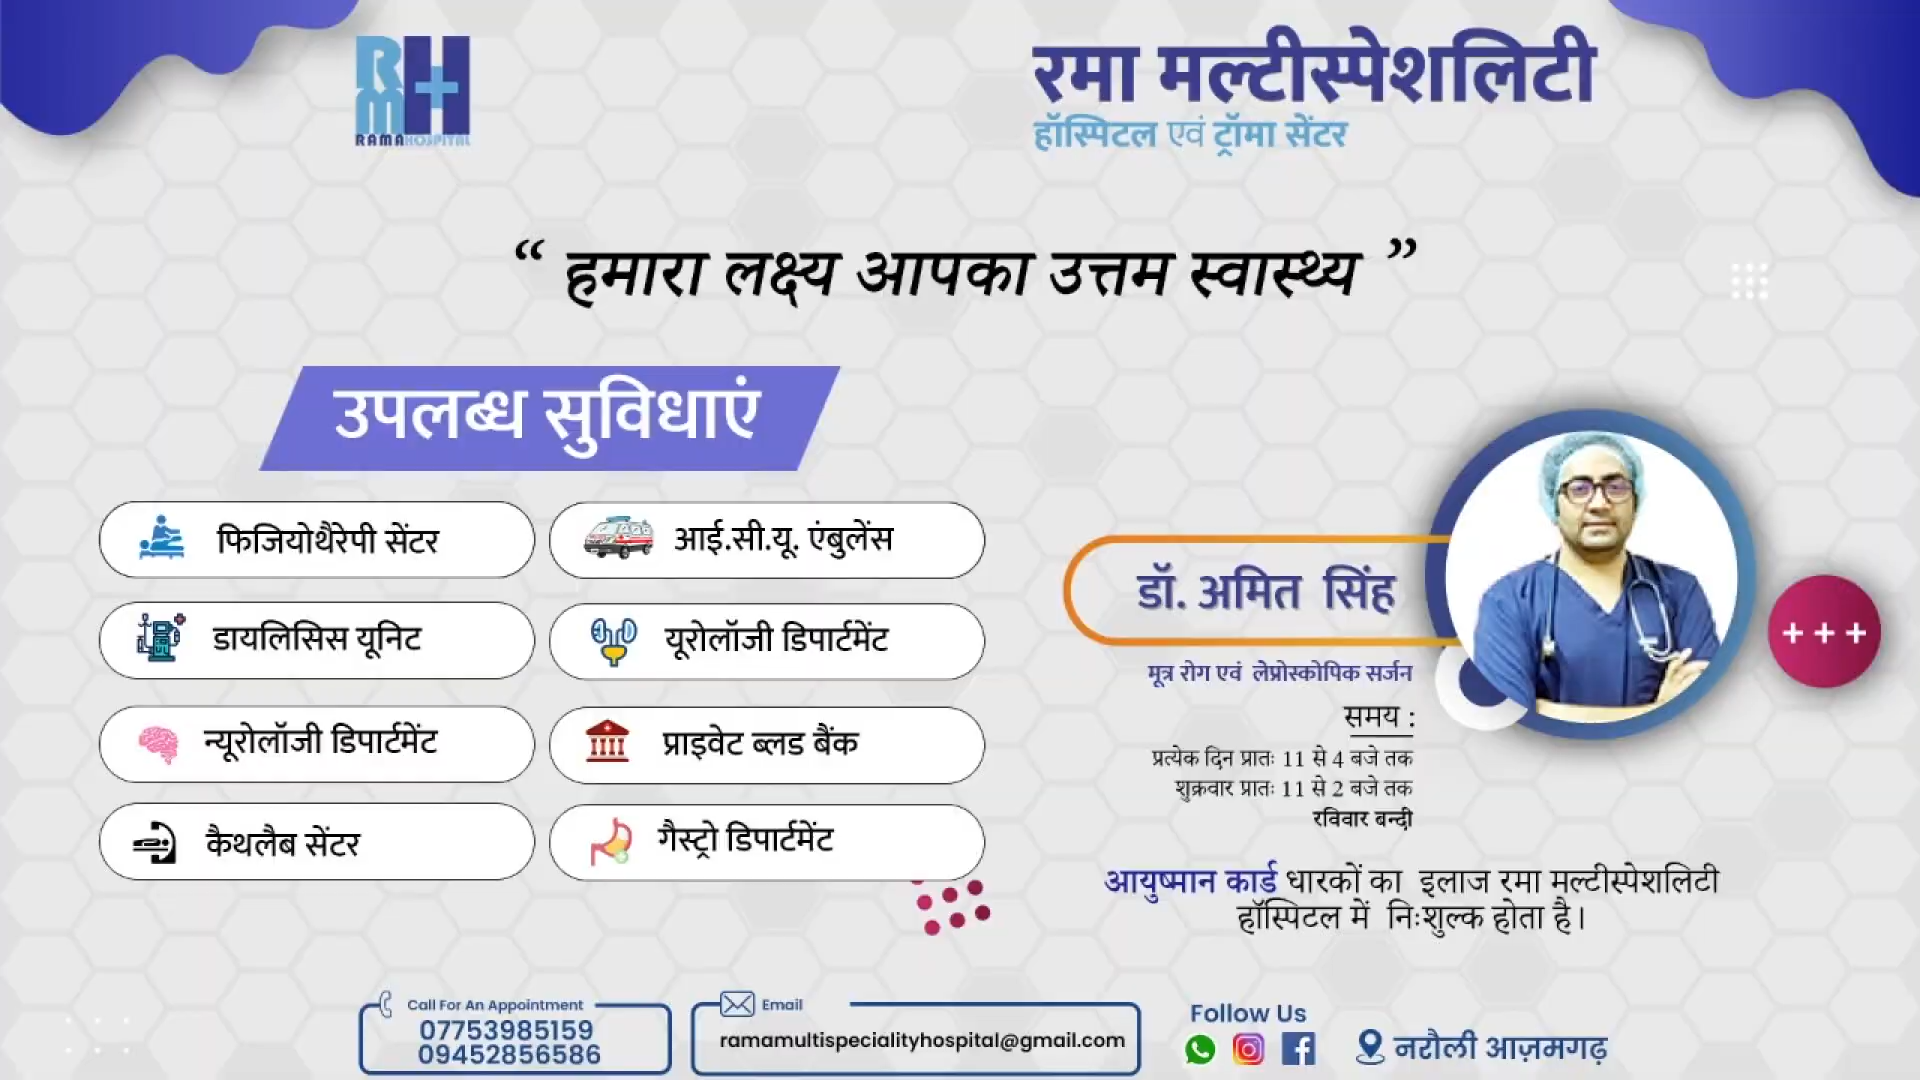 RAMAHOSPITAL
रमा मल्टीस्पेशलिटी
हॉस्पिटल एवं ट्रॉमा सेंटर
“ हमारा लक्ष्य आपका उत्तम स्वास्थ्य ”
उपलब्ध सुविधाएं
फिजियोथैरेपी सेंटर
आई.सी.यू. एंबुलेंस
डायलिसिस यूनिट
यूरोलॉजी डिपार्टमेंट
न्यूरोलॉजी डिपार्टमेंट
प्राइवेट ब्लड बैंक
कैथलैब सेंटर
गैस्ट्रो डिपार्टमेंट
डॉ. अमित सिंह
मूत्र रोग एवं लेप्रोस्कोपिक सर्जन
समय :
प्रत्येक दिन प्रातः 11 से 4 बजे तक
शुक्रवार प्रातः 11 से 2 बजे तक
रविवार बन्दी
आयुष्मान कार्ड धारकों का इलाज रमा मल्टीस्पेशलिटी
हॉस्पिटल में निःशुल्क होता है।
Call For An Appointment
07753985159
09452856586
Email
ramamultispecialityhospital@gmail.com
Follow Us
नरौली आज़मगढ़